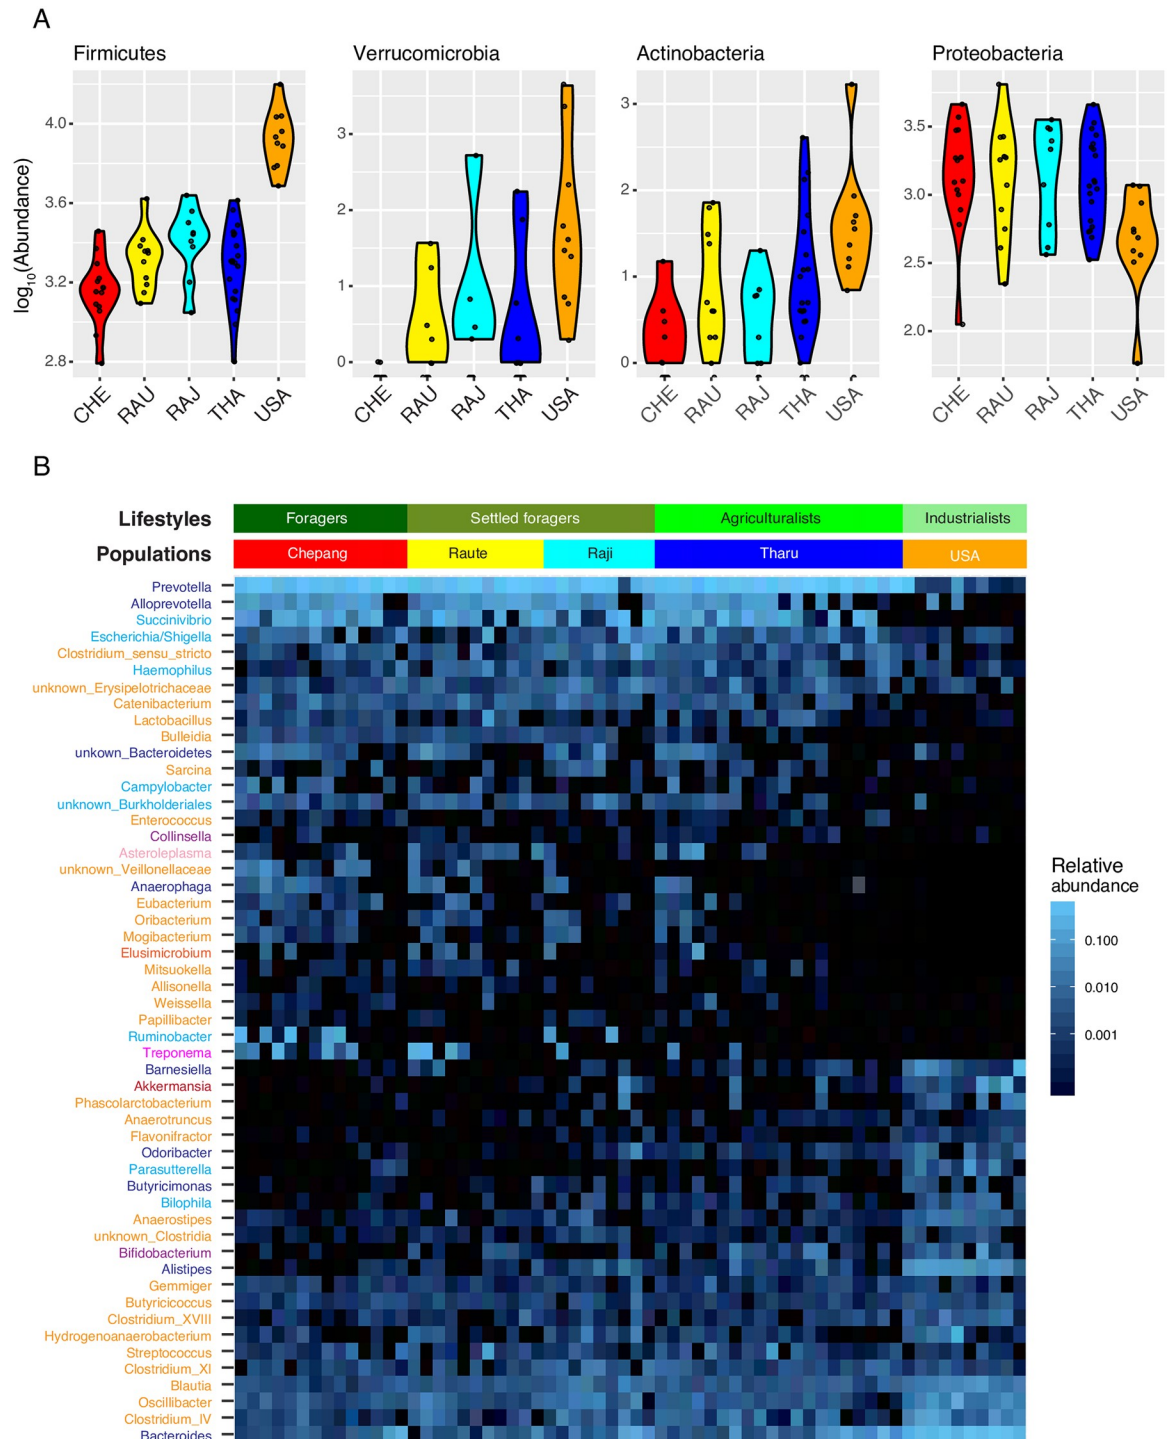 A
Firmicutes
Verrucomicrobia
Actinobacteria
Proteobacteria
log10(Abundance)
4.0
3.6
3.2
2.8
CHE
RAU
RAJ
THA
USA
3
2
1
0
CHE
RAU
RAJ
THA
USA
3
2
1
0
CHE
RAU
RAJ
THA
USA
3.5
3.0
2.5
2.0
CHE
RAU
RAJ
THA
USA
B
Lifestyles Foragers Settled foragers Agriculturalists Industrialists
Populations Chepang Raute Raji Tharu USA
Prevotella
Alloprevotella
Succinivibrio
Escherichia/Shigella
Clostridium_sensu_stricto
Haemophilus
unknown_Erysipelotrichaceae
Catenibacterium
Lactobacillus
Bulleidia
unkown_Bacteroidetes
Sarcina
Campylobacter
unknown_Burkholderiales
Enterococcus
Collinsella
Asteroleplasma
unknown_Veillonellaceae
Anaerophaga
Eubacterium
Oribacterium
Mogibacterium
Elusimicrobium
Mitsuokella
Allisonella
Weissella
Papillibacter
Ruminobacter
Treponema
Barnesiella
Akkermansia
Phascolarctobacterium
Anaerotruncus
Flavonifractor
Odoribacter
Parasutterella
Butyricimonas
Bilophila
Anaerostipes
unknown_Clostridia
Bifidobacterium
Alistipes
Gemmiger
Butyricicoccus
Clostridium_XVIII
Hydrogenoanaerobacterium
Streptococcus
Clostridium_XI
Blautia
Oscillibacter
Clostridium_IV
Bacteroides
Relative
abundance
0.100
0.010
0.001